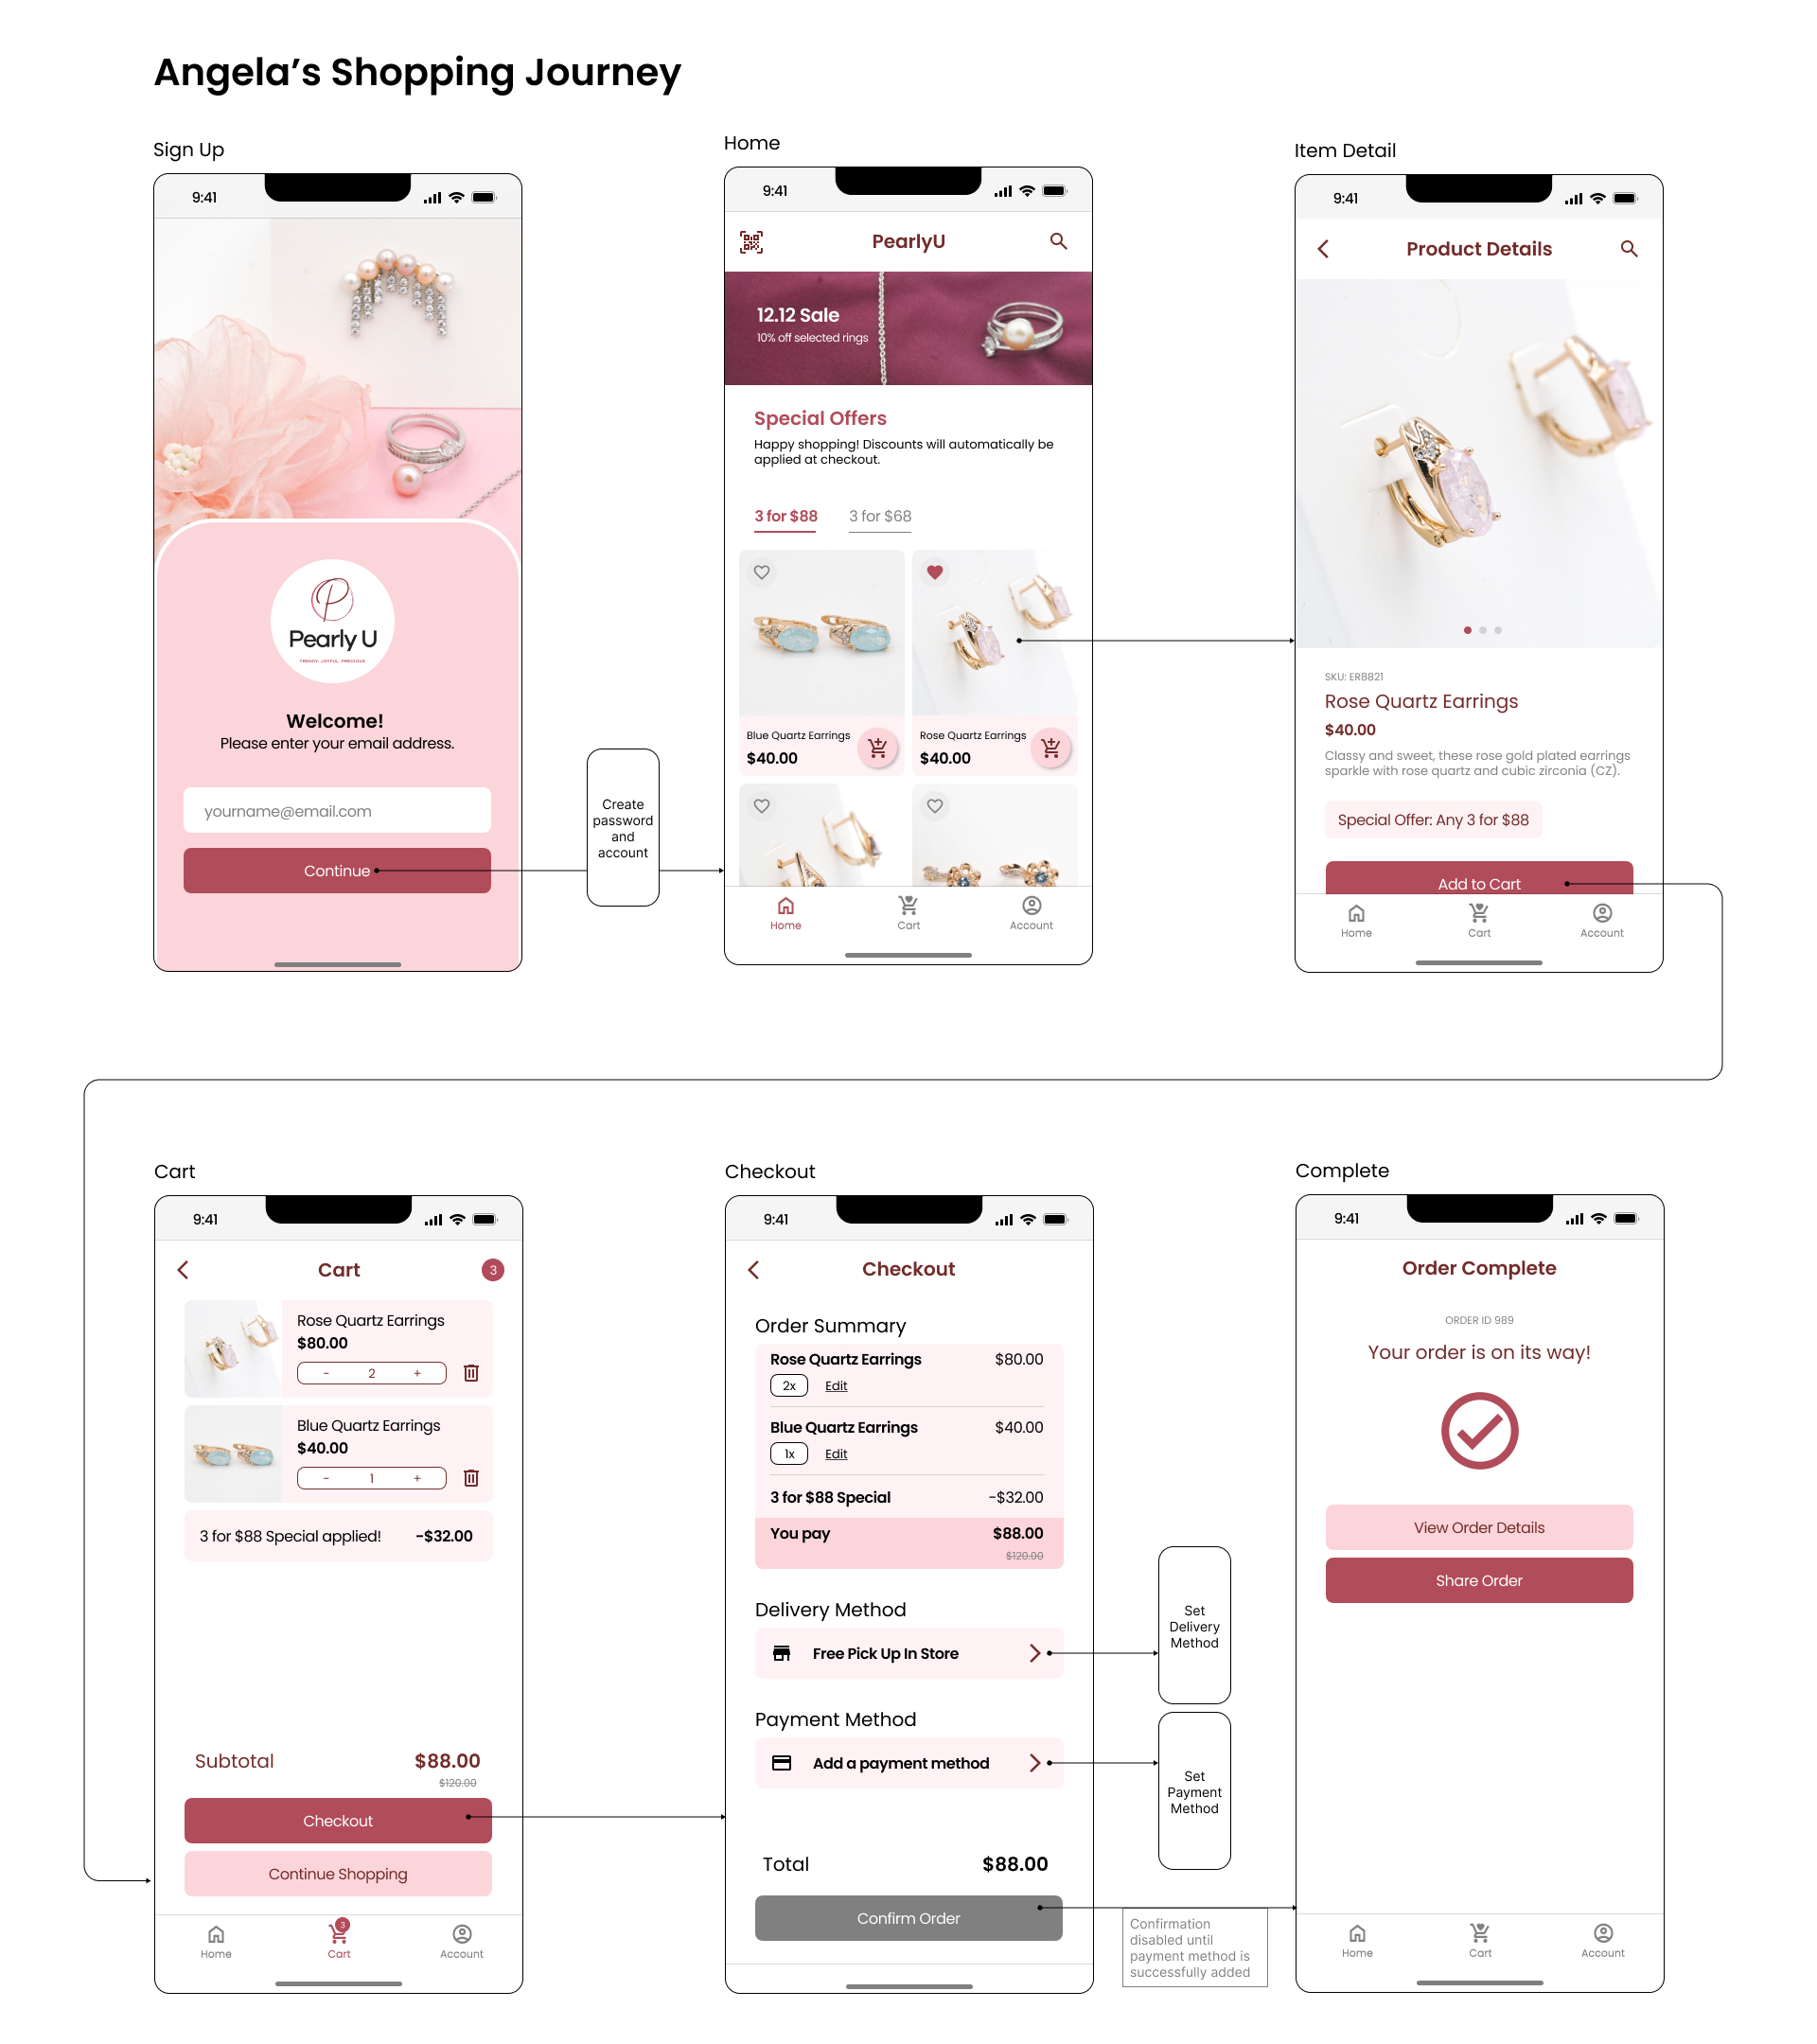 Angela's Shopping Journey
Sign Up
9:41
P
Pearly U
TRENDY. JOYFUL. PRECIOUS
Welcome!
Please enter your email address.
yourname@email.com
Continue
Create
password
and
account
Home
9:41
PearlyU
12.12 Sale
10% off selected rings
Special Offers
Happy shopping! Discounts will automatically be
applied at checkout.
3 for $88
3 for $68
Blue Quartz Earrings
$40.00
Rose Quartz Earrings
$40.00
Home
Cart
Account
Item Detail
9:41
Product Details
SKU: ER8821
Rose Quartz Earrings
$40.00
Classy and sweet, these rose gold plated earrings
sparkle with rose quartz and cubic zirconia (CZ).
Special Offer: Any 3 for $88
Add to Cart
Home
Cart
Account
Cart
9:41
Cart
3
Rose Quartz Earrings
$80.00
- 2 +
Blue Quartz Earrings
$40.00
- 1 +
3 for $88 Special applied! -$32.00
Subtotal $88.00
$120.00
Checkout
Continue Shopping
3
Home
Cart
Account
Checkout
9:41
Checkout
Order Summary
Rose Quartz Earrings $80.00
2x Edit
Blue Quartz Earrings $40.00
1x Edit
3 for $88 Special -$32.00
You pay $88.00
$120.00
Delivery Method
Free Pick Up In Store
Set
Delivery
Method
Payment Method
Add a payment method
Set
Payment
Method
Total $88.00
Confirm Order
Confirmation
disabled until
payment method is
successfully added
Complete
9:41
Order Complete
ORDER ID 989
Your order is on its way!
View Order Details
Share Order
Home
Cart
Account